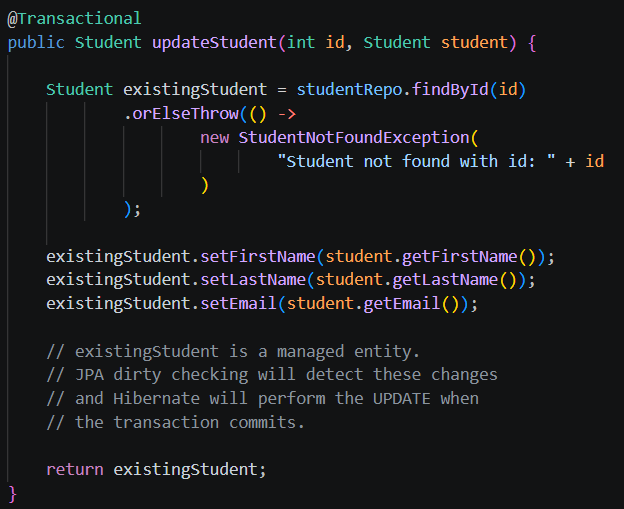 @Transactional
public Student updateStudent(int id, Student student) {
Student existingStudent = studentRepo.findById(id)
.orElseThrow(() ->
new StudentNotFoundException(
"Student not found with id: " + id
)
);
existingStudent.setFirstName(student.getFirstName());
existingStudent.setLastName(student.getLastName());
existingStudent.setEmail(student.getEmail());
// existingStudent is a managed entity.
// JPA dirty checking will detect these changes
// and Hibernate will perform the UPDATE when
// the transaction commits.
return existingStudent;
}